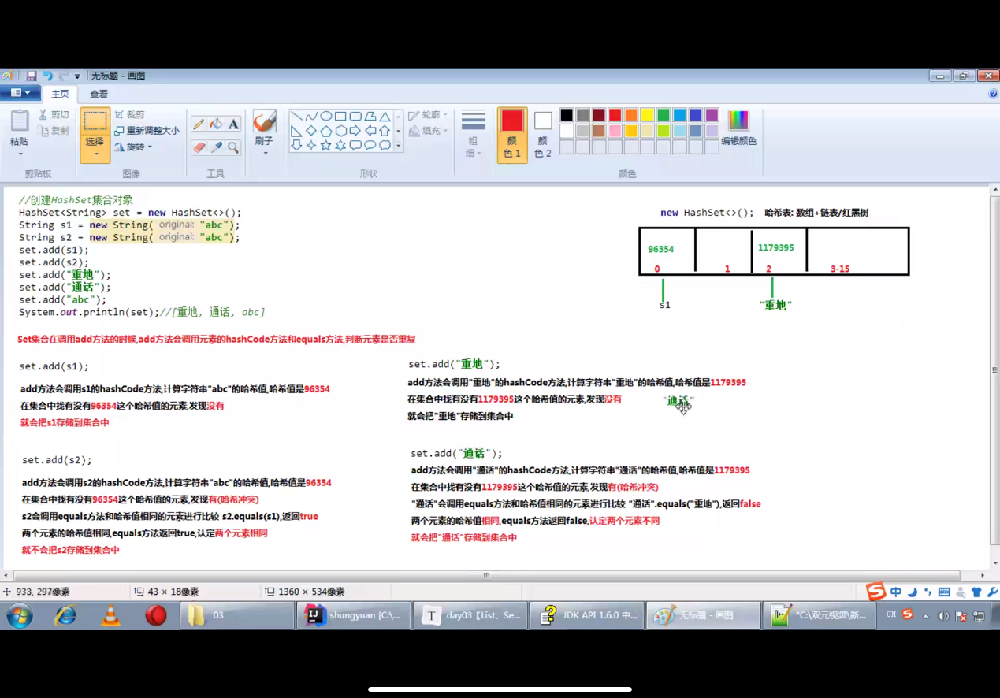 无标题 - 画图
主页
查看
粘贴
剪切
复制
剪贴板
选择
裁剪
重新调整大小
旋转
图像
A
工具
刷子
形状
轮廓
填充
粗
细
颜
色 1
颜
色 2
颜色
编辑颜色
//创建HashSet集合对象
HashSet<String> set = new HashSet<>();
String s1 = new String( original: "abc");
String s2 = new String( original: "abc");
set.add(s1);
set.add(s2);
set.add("重地");
set.add("通话");
set.add("abc");
System.out.println(set);//[重地, 通话, abc]
new HashSet<>(); 哈希表: 数组+链表/红黑树
96354
1179395
0
1
2
3-15
s1
"重地"
Set集合在调用add方法的时候,add方法会调用元素的hashCode方法和equals方法,判断元素是否重复
set.add(s1);
add方法会调用s1的hashCode方法,计算字符串"abc"的哈希值,哈希值是96354
在集合中找有没有96354这个哈希值的元素,发现没有
就会把s1存储到集合中
set.add("重地");
add方法会调用"重地"的hashCode方法,计算字符串"重地"的哈希值,哈希值是1179395
在集合中找有没有1179395这个哈希值的元素,发现没有
"通话"
就会把"重地"存储到集合中
set.add(s2);
add方法会调用s2的hashCode方法,计算字符串"abc"的哈希值,哈希值是96354
在集合中找有没有96354这个哈希值的元素,发现有(哈希冲突)
s2会调用equals方法和哈希值相同的元素进行比较 s2.equals(s1),返回true
两个元素的哈希值相同,equals方法返回true,认定两个元素相同
就不会把s2存储到集合中
set.add("通话");
add方法会调用"通话"的hashCode方法,计算字符串"通话"的哈希值,哈希值是1179395
在集合中找有没有1179395这个哈希值的元素,发现有(哈希冲突)
"通话"会调用equals方法和哈希值相同的元素进行比较 "通话".equals("重地"),返回false
两个元素的哈希值相同,equals方法返回false,认定两个元素不同
就会把"通话"存储到集合中
938, 297像素
43 × 18像素
1360 × 534像素
中
03
shungyuan [C:\...
day03【List、Se...
JDK API 1.6.0 中...
无标题 - 画图
*C:\双元视频\新...
CH